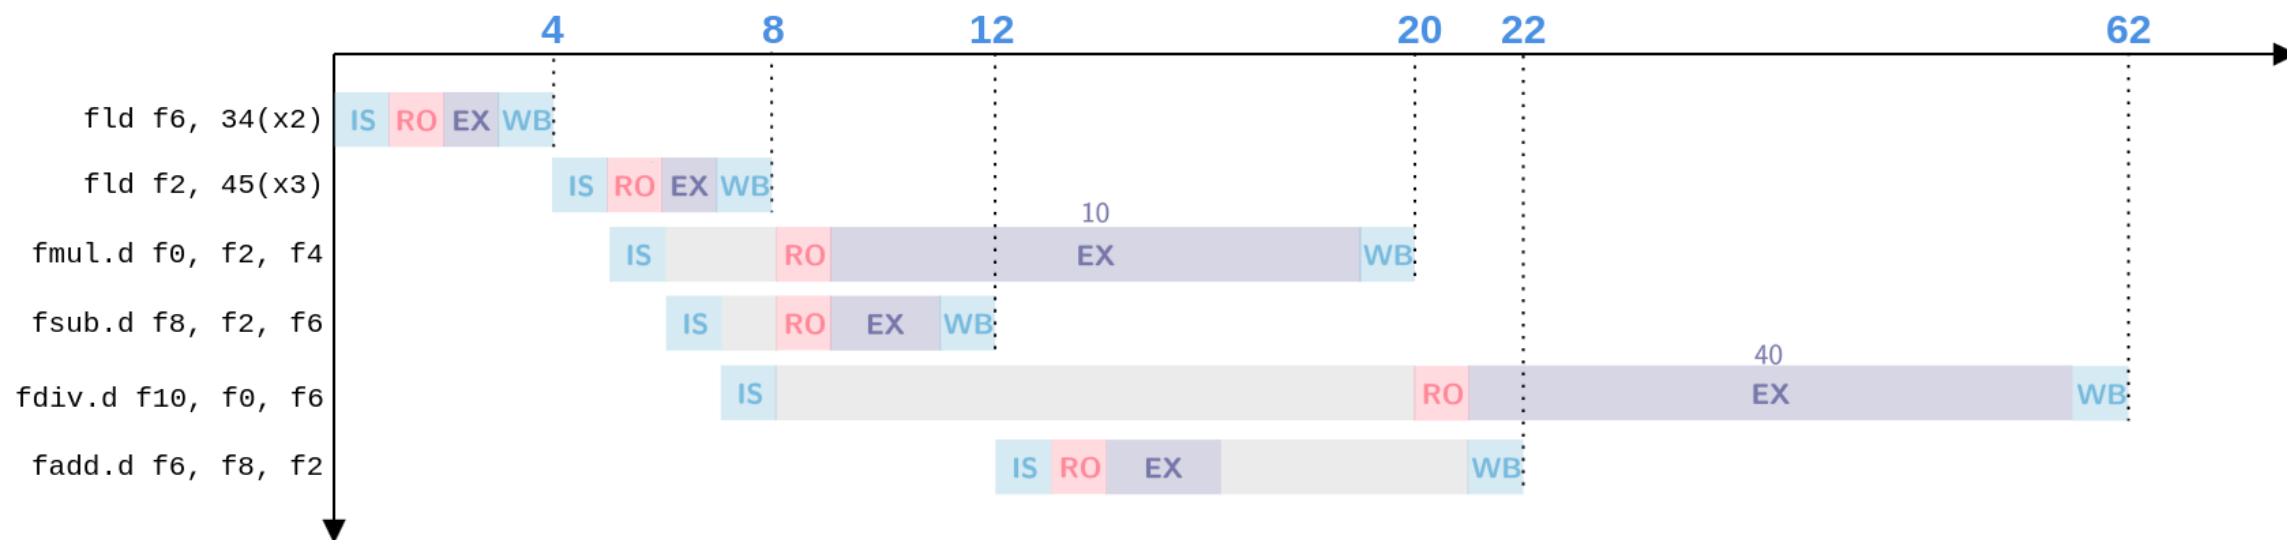 4 8 12 20 22 62
fld f6, 34(x2) IS RO EX WB
fld f2, 45(x3) IS RO EX WB
10
fmul.d f0, f2, f4 IS RO EX WB
fsub.d f8, f2, f6 IS RO EX WB
40
fdiv.d f10, f0, f6 IS RO EX WB
fadd.d f6, f8, f2 IS RO EX WB